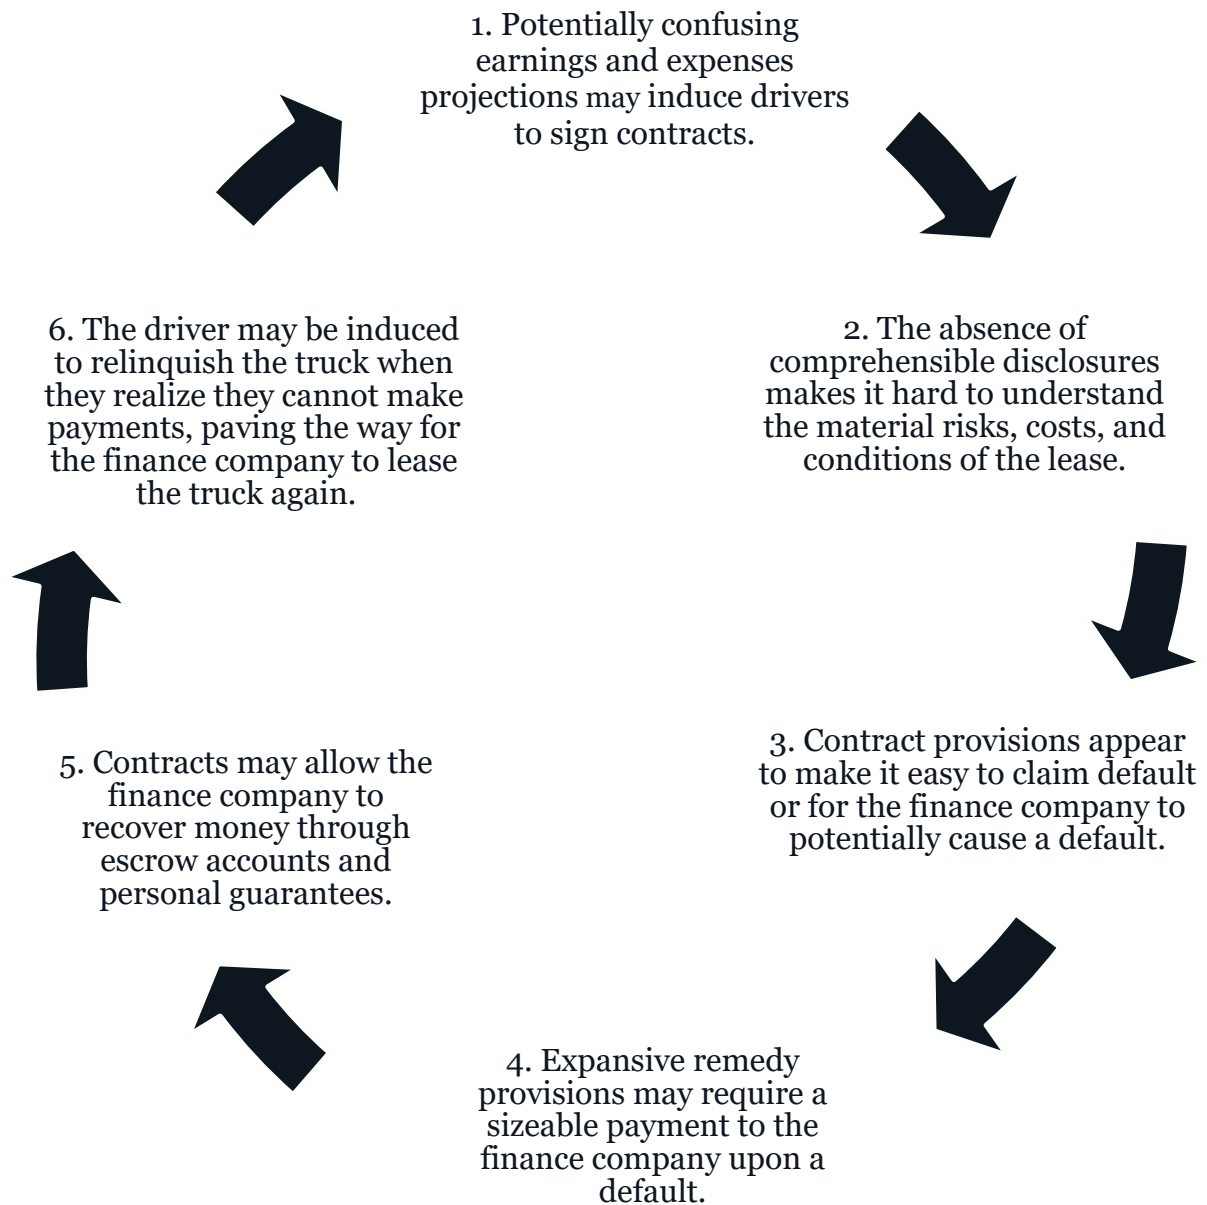 1. Potentially confusing
earnings and expenses
projections may induce drivers
to sign contracts.
2. The absence of
comprehensible disclosures
makes it hard to understand
the material risks, costs, and
conditions of the lease.
3. Contract provisions appear
to make it easy to claim default
or for the finance company to
potentially cause a default.
4. Expansive remedy
provisions may require a
sizeable payment to the
finance company upon a
default.
5. Contracts may allow the
finance company to
recover money through
escrow accounts and
personal guarantees.
6. The driver may be induced
to relinquish the truck when
they realize they cannot make
payments, paving the way for
the finance company to lease
the truck again.